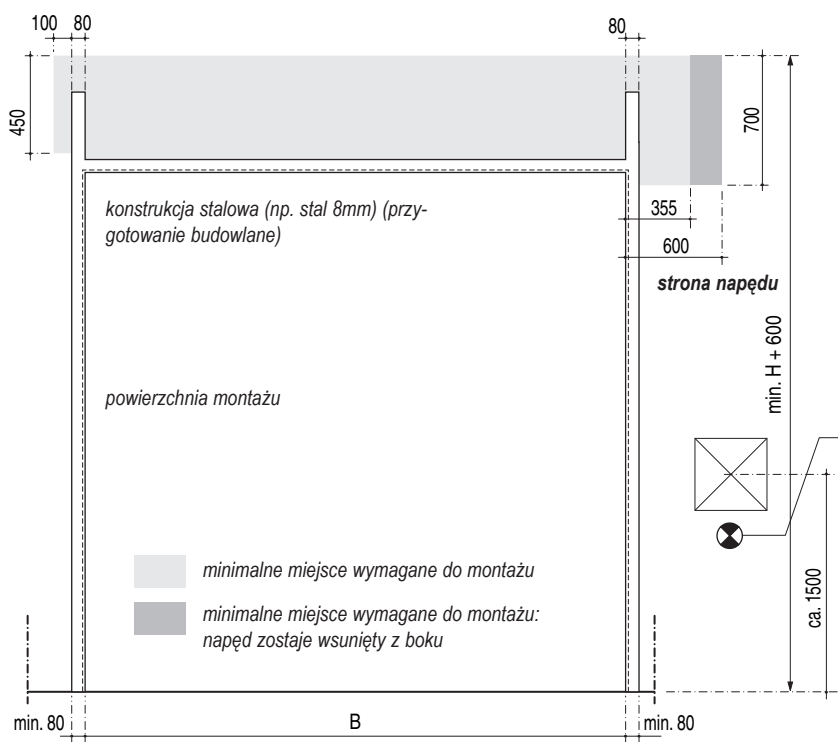 100 80
80
450
700
konstrukcja stalowa (np. stal 8mm) (przy-
gotowanie budowlane)
355
600
strona napędu
min. H + 600
powierzchnia montażu
minimalne miejsce wymagane do montażu
minimalne miejsce wymagane do montażu:
napęd zostaje wsunięty z boku
ca. 1500
min. 80
B
min. 80